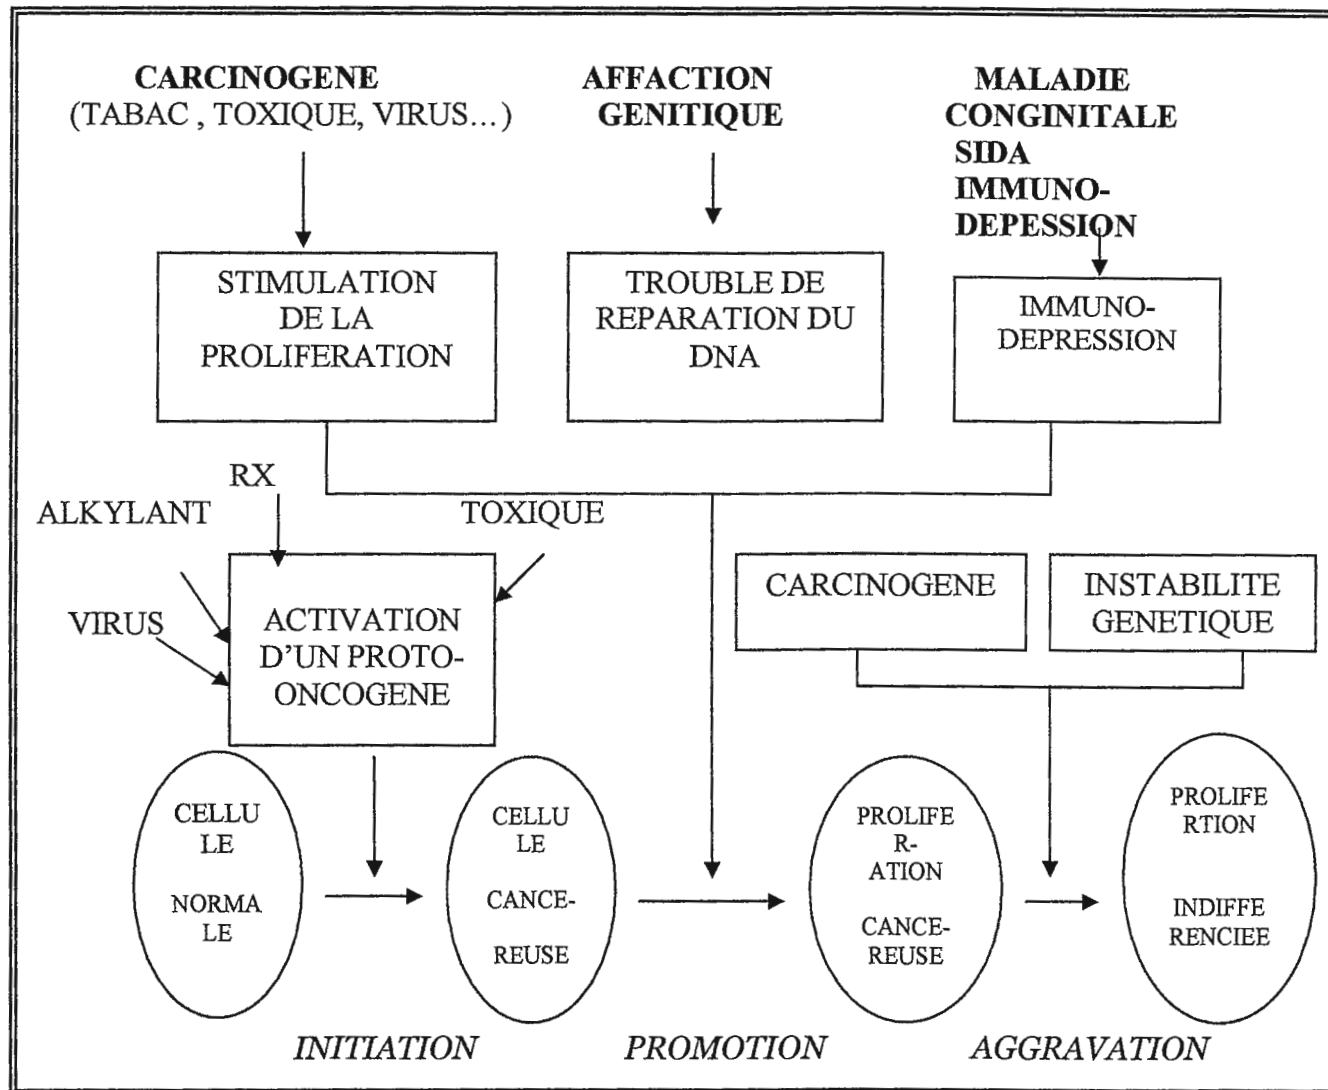 CARCINOGENE
(TABAC , TOXIQUE, VIRUS...)
AFFACTION
GENITIQUE
MALADIE
CONGINITALE
SIDA
IMMUNO-
DEPESSION
STIMULATION
DE LA
PROLIFERATION
TROUBLE DE
REPARATION DU
DNA
IMMUNO-
DEPRESSION
RX
ALKYLANT
TOXIQUE
VIRUS
ACTIVATION
D'UN PROTO-
ONCOGENE
CARCINOGENE
INSTABILITE
GENETIQUE
CELLU
LE
NORMA
LE
CELLU
LE
CANCE-
REUSE
PROLIFE
R-
ATION
CANCE-
REUSE
PROLIFE
RTION
INDIFFE
RENCIEE
INITIATION
PROMOTION
AGGRAVATION